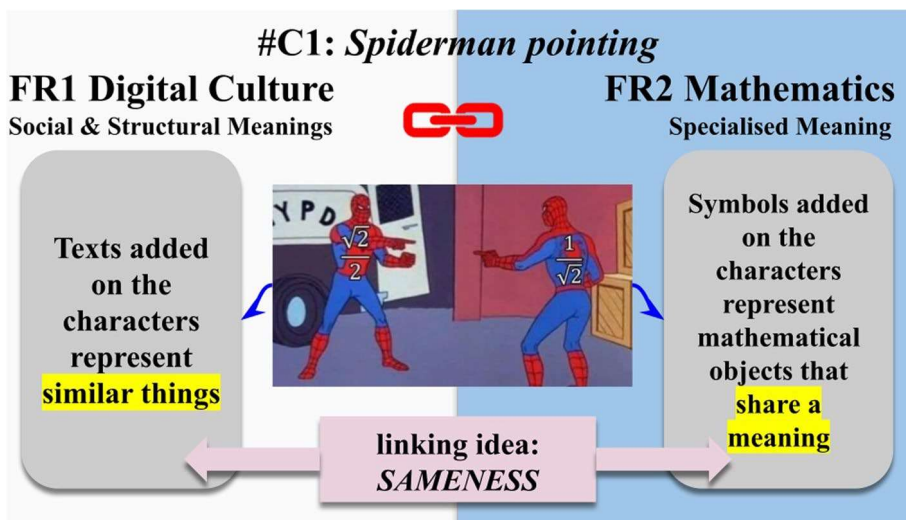 #C1: Spiderman pointing
FR1 Digital Culture
Social & Structural Meanings
FR2 Mathematics
Specialised Meaning
Texts added
on the
characters
represent
similar things
YPD
√2
2
1
√2
Symbols added
on the
characters
represent
mathematical
objects that
share a
meaning
linking idea:
SAMENESS